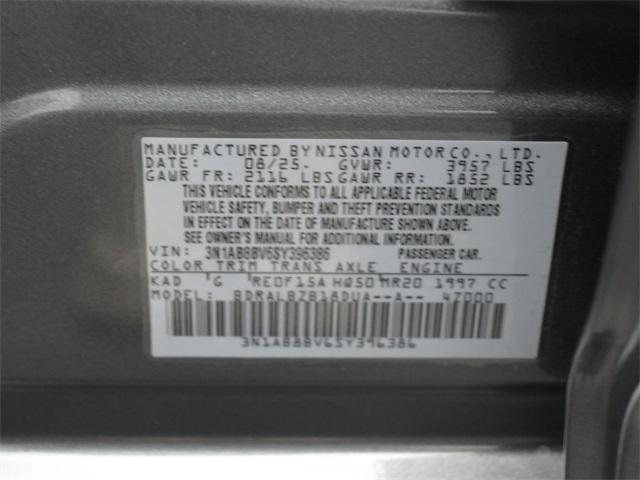 MANUFACTURED BY NISSAN MOTOR CO., LTD.
DATE: 08/25 GVWR: 3957 LBS
GAWR FR: 2116 LBS GAWR RR: 1852 LBS
THIS VEHICLE CONFORMS TO ALL APPLICABLE FEDERAL MOTOR
VEHICLE SAFETY, BUMPER AND THEFT PREVENTION STANDARDS
IN EFFECT ON THE DATE OF MANUFACTURE SHOWN ABOVE.
SEE OWNER'S MANUAL FOR ADDITIONAL INFORMATION.
VIN: 3N1AB8BV6SY396386 PASSENGER CAR.
COLOR TRIM TRANS AXLE ENGINE
KAD G RE0F15A HQ50 MR20 1997 CC
MODEL: BDRALBZB18DUA--A-- 4Z000
3N1AB8BV6SY396386